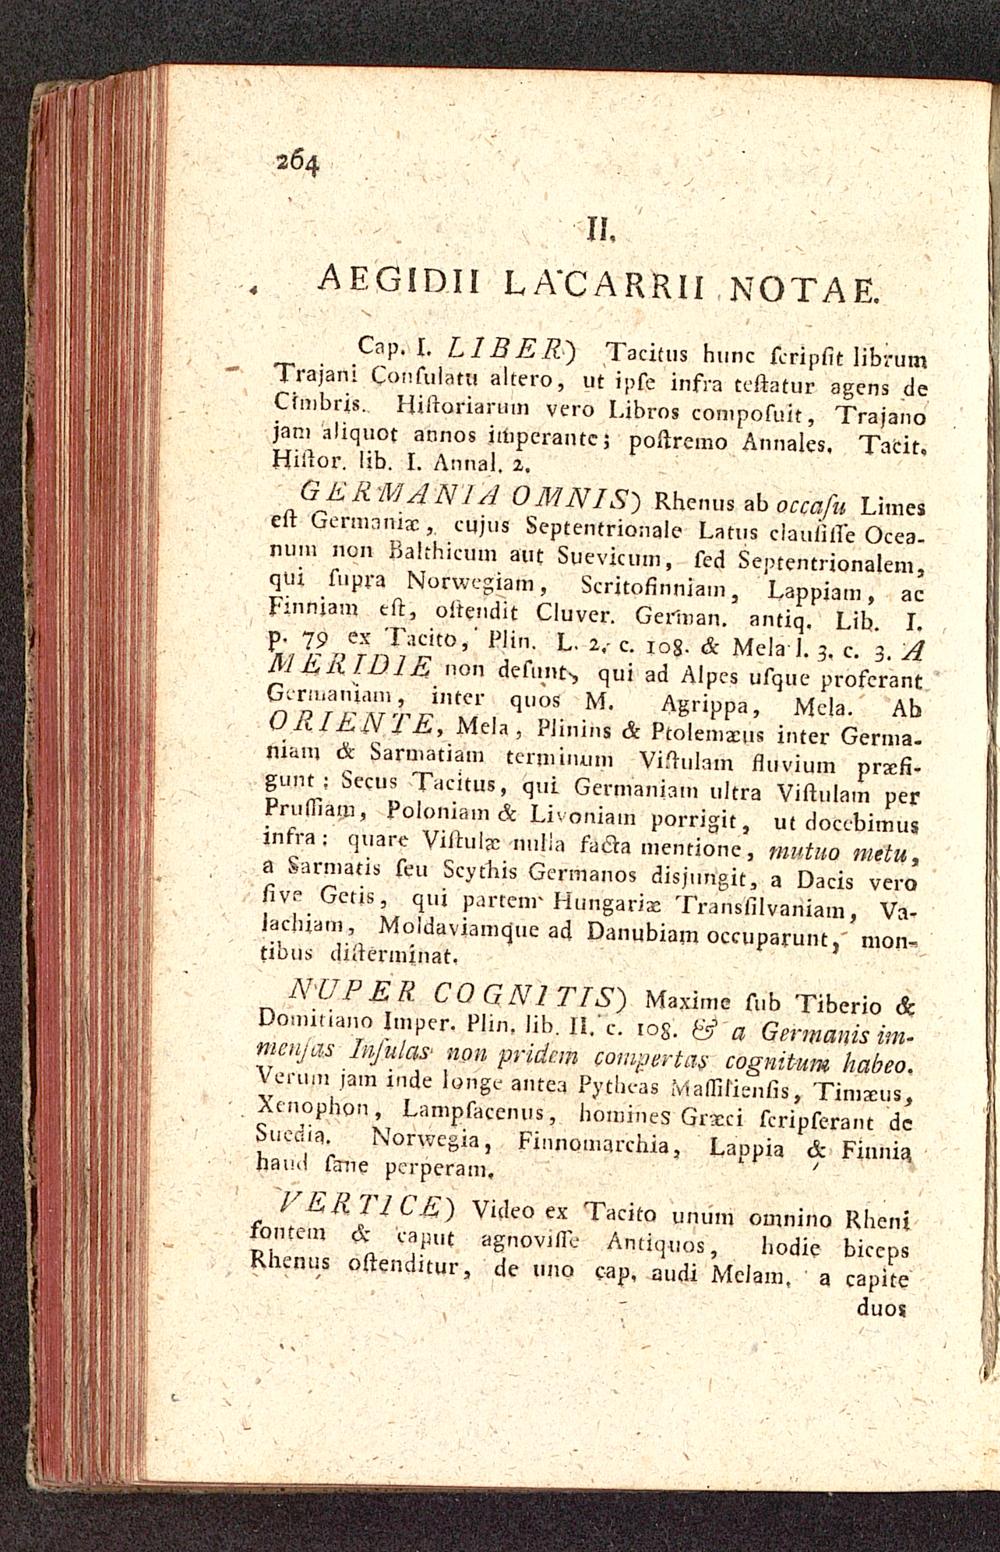 264
II.
AEGIDII LACARRII NOTAE.
Cap. I. LIBER) Tacitus hunc ſcripſit librum
Trajani Conſulatu altero, ut ipſe infra teſtatur agens de
Cimbris. Hiſtoriarum vero Libros compoſuit, Trajano
jam aliquot annos imperante; poſtremo Annales. Tacit.
Hiſtor. lib. I. Annal. 2.
GERMANIA OMNIS) Rhenus ab occaſu Limes
eſt Germaniæ, cujus Septentrionale Latus clauſiſſe Ocea-
num non Balthicum aut Suevicum, ſed Septentrionalem,
qui ſupra Norwegiam, Scritofinniam, Lappiam, ac
Finniam eſt, oſtendit Cluver. German. antiq. Lib. I.
p. 79 ex Tacito, Plin. L. 2. c. 108. & Mela l. 3. c. 3. A
MERIDIE non deſunt, qui ad Alpes uſque proferant
Germaniam, inter quos M. Agrippa, Mela. Ab
ORIENTE, Mela, Plinins & Ptolemæus inter Germa-
niam & Sarmatiam terminum Viſtulam fluvium præfi-
gunt: Secus Tacitus, qui Germaniam ultra Viſtulam per
Pruſſiam, Poloniam & Livoniam porrigit, ut docebimus
infra: quare Viſtulæ nulla facta mentione, mutuo metu,
a Sarmatis ſeu Scythis Germanos disjungit, a Dacis vero
ſive Getis, qui partem Hungariæ Transſilvaniam, Va-
lachiam, Moldaviamque ad Danubiam occuparunt, mon-
tibus diſterminat.
NUPER COGNITIS) Maxime ſub Tiberio &
Domitiano Imper. Plin. lib. II. c. 108. & a Germanis im-
menſas Inſulas non pridem compertas cognitum habeo.
Verum jam inde longe antea Pytheas Maſſilienſis, Timæus,
Xenophon, Lampſacenus, homines Græci ſcripſerant de
Suedia. Norwegia, Finnomarchia, Lappia & Finnia
haud ſane perperam.
VERTICE) Video ex Tacito unum omnino Rheni
fontem & caput agnoviſſe Antiquos, hodie biceps
Rhenus oſtenditur, de uno cap. audi Melam. a capite
duos